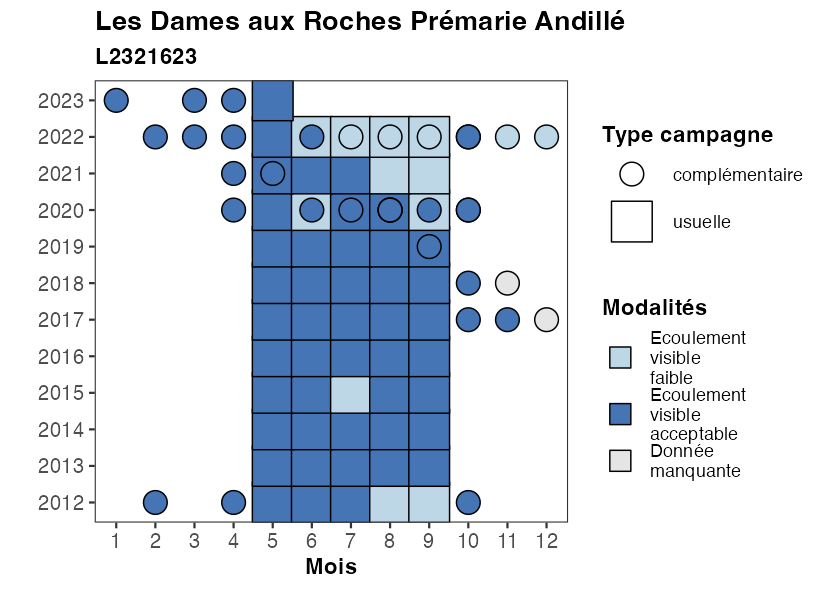 Les Dames aux Roches Prémarie Andillé
L2321623
2023
2022
2021
2020
2019
2018
2017
2016
2015
2014
2013
2012
1 2 3 4 5 6 7 8 9 10 11 12
Mois
Type campagne
complémentaire
usuelle
Modalités
Ecoulement
visible
faible
Ecoulement
visible
acceptable
Donnée
manquante